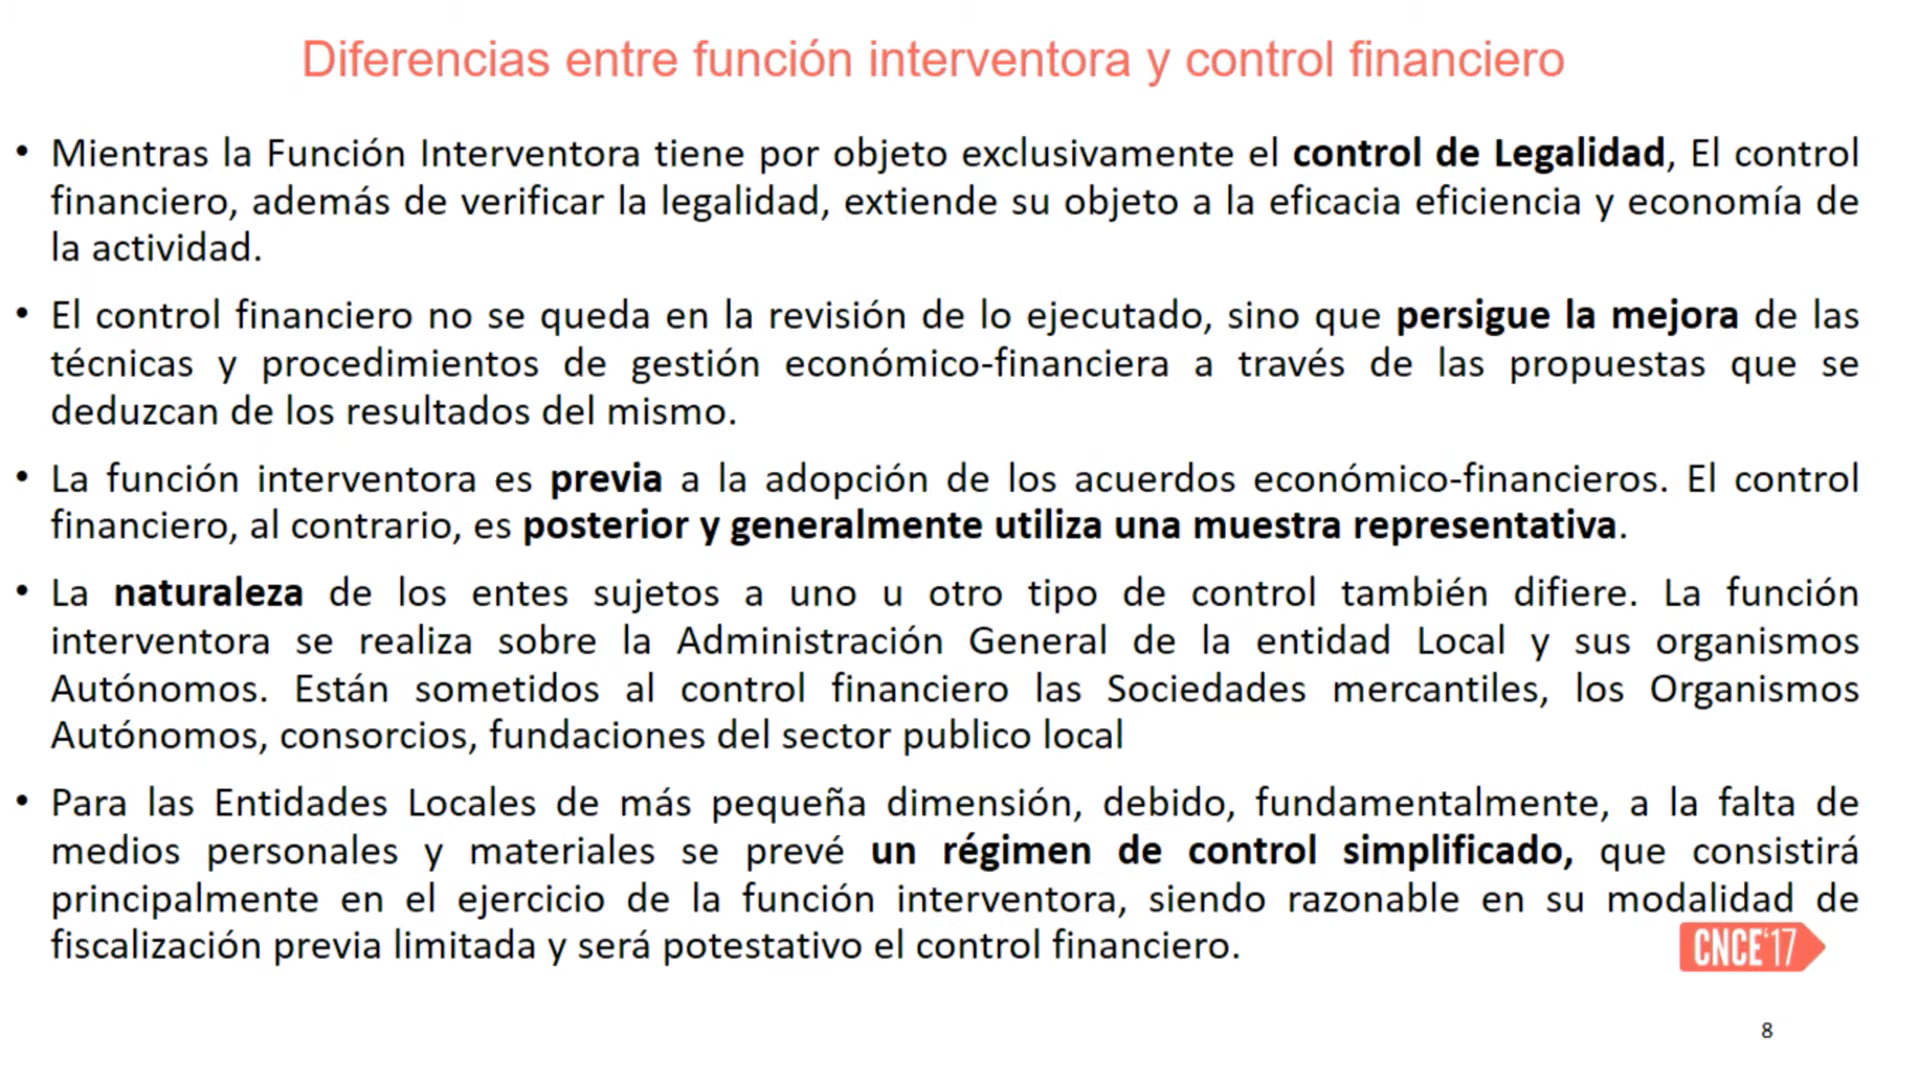 Diferencias entre función interventora y control financiero
• Mientras la Función Interventora tiene por objeto exclusivamente el control de Legalidad, El control
financiero, además de verificar la legalidad, extiende su objeto a la eficacia eficiencia y economía de
la actividad.
• El control financiero no se queda en la revisión de lo ejecutado, sino que persigue la mejora de las
técnicas y procedimientos de gestión económico-financiera a través de las propuestas que se
deduzcan de los resultados del mismo.
• La función interventora es previa a la adopción de los acuerdos económico-financieros. El control
financiero, al contrario, es posterior y generalmente utiliza una muestra representativa.
• La naturaleza de los entes sujetos a uno u otro tipo de control también difiere. La función
interventora se realiza sobre la Administración General de la entidad Local y sus organismos
Autónomos. Están sometidos al control financiero las Sociedades mercantiles, los Organismos
Autónomos, consorcios, fundaciones del sector publico local
• Para las Entidades Locales de más pequeña dimensión, debido, fundamentalmente, a la falta de
medios personales y materiales se prevé un régimen de control simplificado, que consistirá
principalmente en el ejercicio de la función interventora, siendo razonable en su modalidad de
fiscalización previa limitada y será potestativo el control financiero.
CNCE'17
8